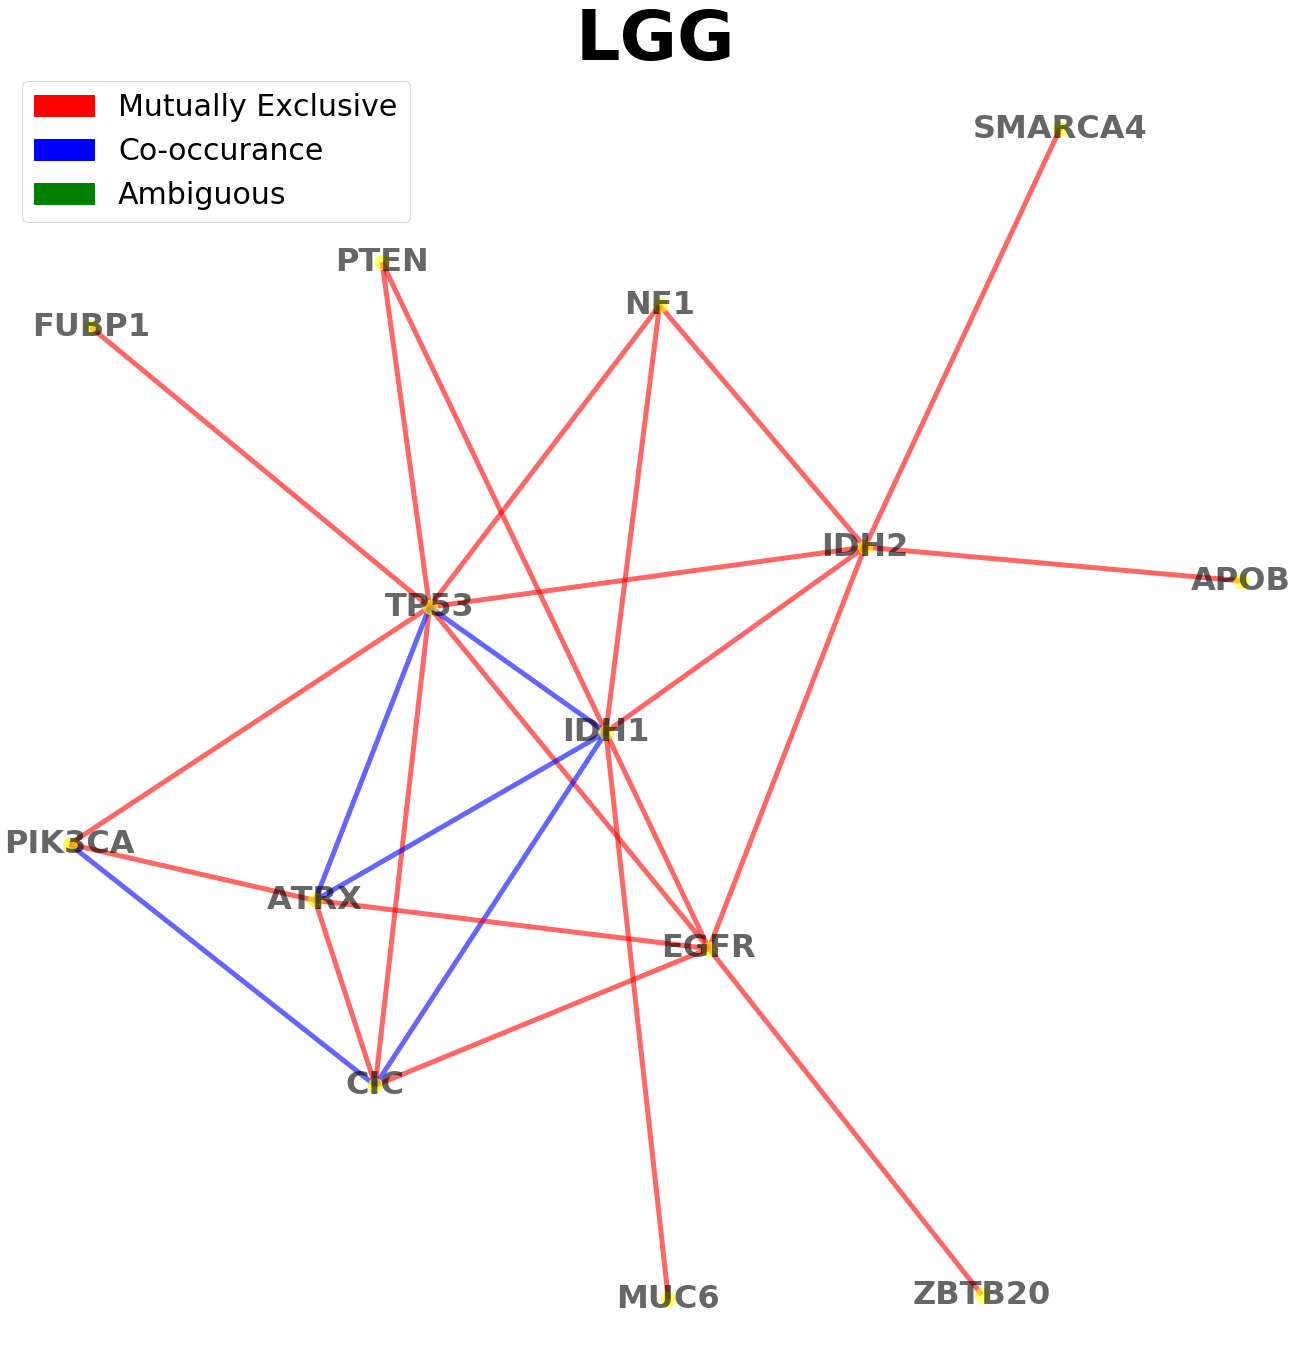 LGG
Mutually Exclusive
Co-occurance
Ambiguous
SMARCA4
PTEN
NF1
FUBP1
IDH2
APOB
TP53
IDH1
PIK3CA
ATRX
EGFR
CIC
MUC6
ZBTB20